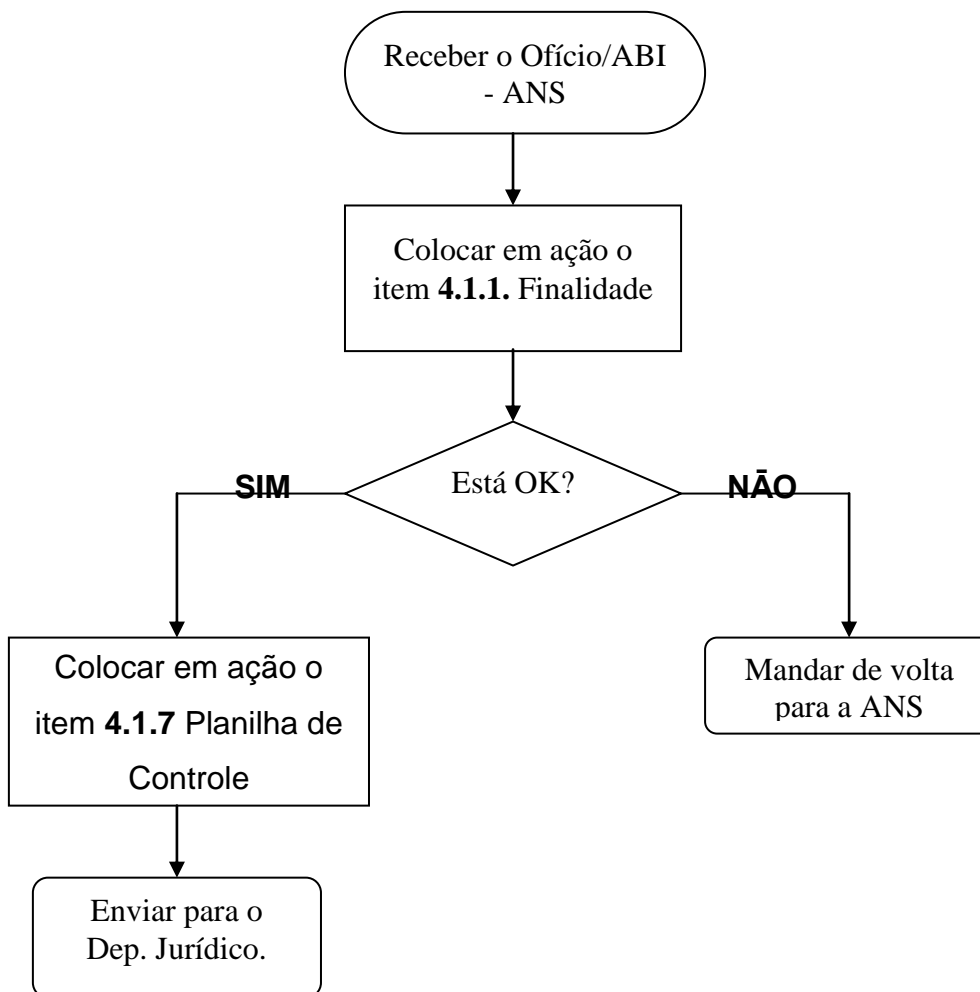 Receber o Ofício/ABI
- ANS
Colocar em ação o
item 4.1.1. Finalidade
Está OK?
SIM
NÃO
Colocar em ação o
item 4.1.7 Planilha de
Controle
Mandar de volta
para a ANS
Enviar para o
Dep. Jurídico.